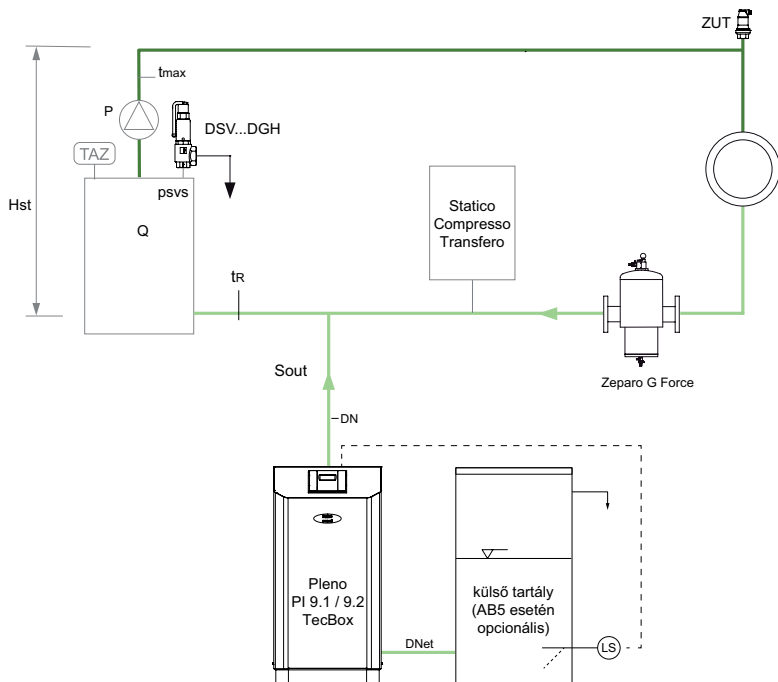 ZUT
tmax
P
DSV...DGH
TAZ
psvs
Hst
Q
Statico
Compresso
Transfero
tR
Zeparo G Force
Sout
DN
Pleno
PI 9.1 / 9.2
TecBox
külső tartály
(AB5 esetén
opcionális)
DNet
LS